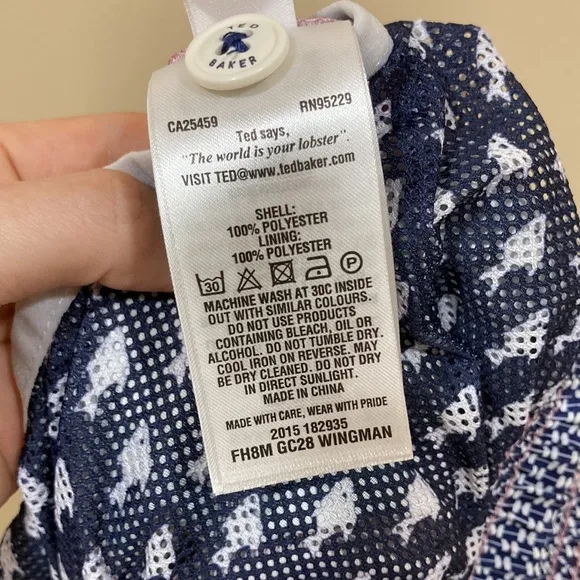 TED
BAKER
CA25459 RN95229
Ted says,
"The world is your lobster".
VISIT TED@www.tedbaker.com
SHELL:
100% POLYESTER
LINING:
100% POLYESTER
30 P
MACHINE WASH AT 30C INSIDE
OUT WITH SIMILAR COLOURS.
DO NOT USE PRODUCTS
CONTAINING BLEACH, OIL OR
ALCOHOL. DO NOT TUMBLE DRY.
COOL IRON ON REVERSE. MAY
BE DRY CLEANED. DO NOT DRY
IN DIRECT SUNLIGHT.
MADE IN CHINA
MADE WITH CARE, WEAR WITH PRIDE
2015 182935
FH8M GC28 WINGMAN